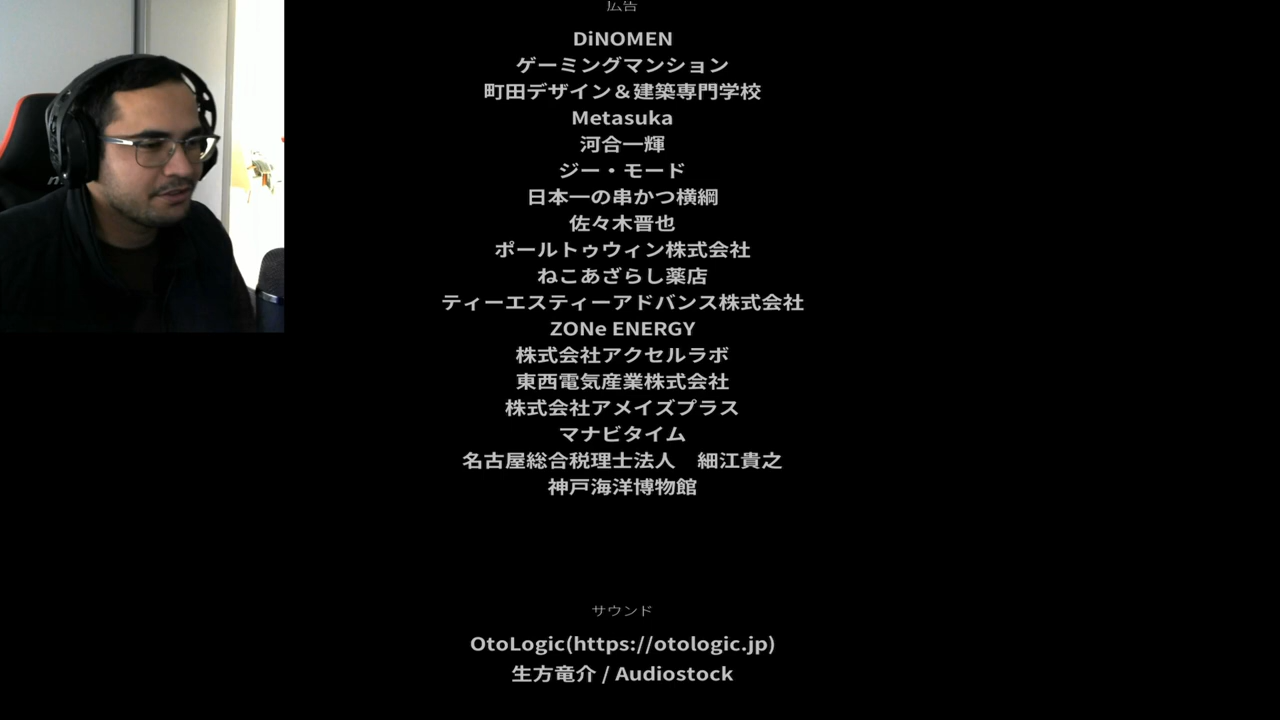 広告
DiNOMEN
ゲーミングマンション
町田デザイン＆建築専門学校
Metasuka
河合一輝
ジー・モード
日本一の串かつ横綱
佐々木晋也
ポールトゥウィン株式会社
ねこあざらし薬店
ティーエスティーアドバンス株式会社
ZONe ENERGY
株式会社アクセルラボ
東西電気産業株式会社
株式会社アメイズプラス
マナビタイム
名古屋総合税理士法人　細江貴之
神戸海洋博物館
サウンド
OtoLogic(https://otologic.jp)
生方竜介 / Audiostock